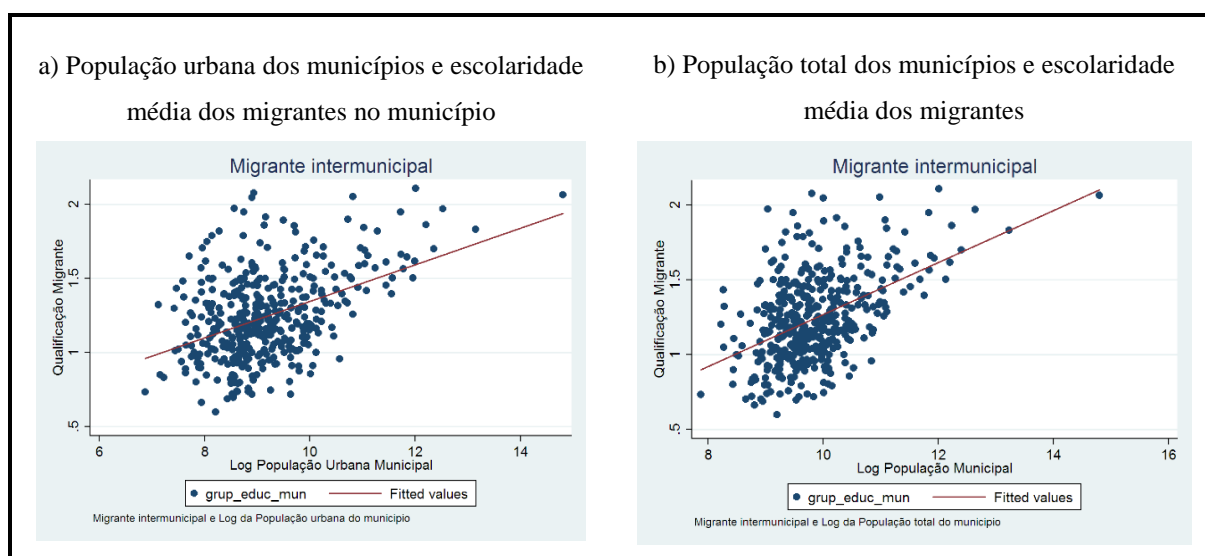 a) População urbana dos municípios e escolaridade
média dos migrantes no município
Migrante intermunicipal
Qualificação Migrante
2
1.5
1
.5
6 8 10 12 14
Log População Urbana Municipal
grup_educ_mun Fitted values
Migrante intermunicipal e Log da População urbana do municipio
b) População total dos municípios e escolaridade
média dos migrantes
Migrante intermunicipal
Qualificação Migrante
2
1.5
1
.5
8 10 12 14 16
Log População Municipal
grup_educ_mun Fitted values
Migrante intermunicipal e Log da População total do municipio